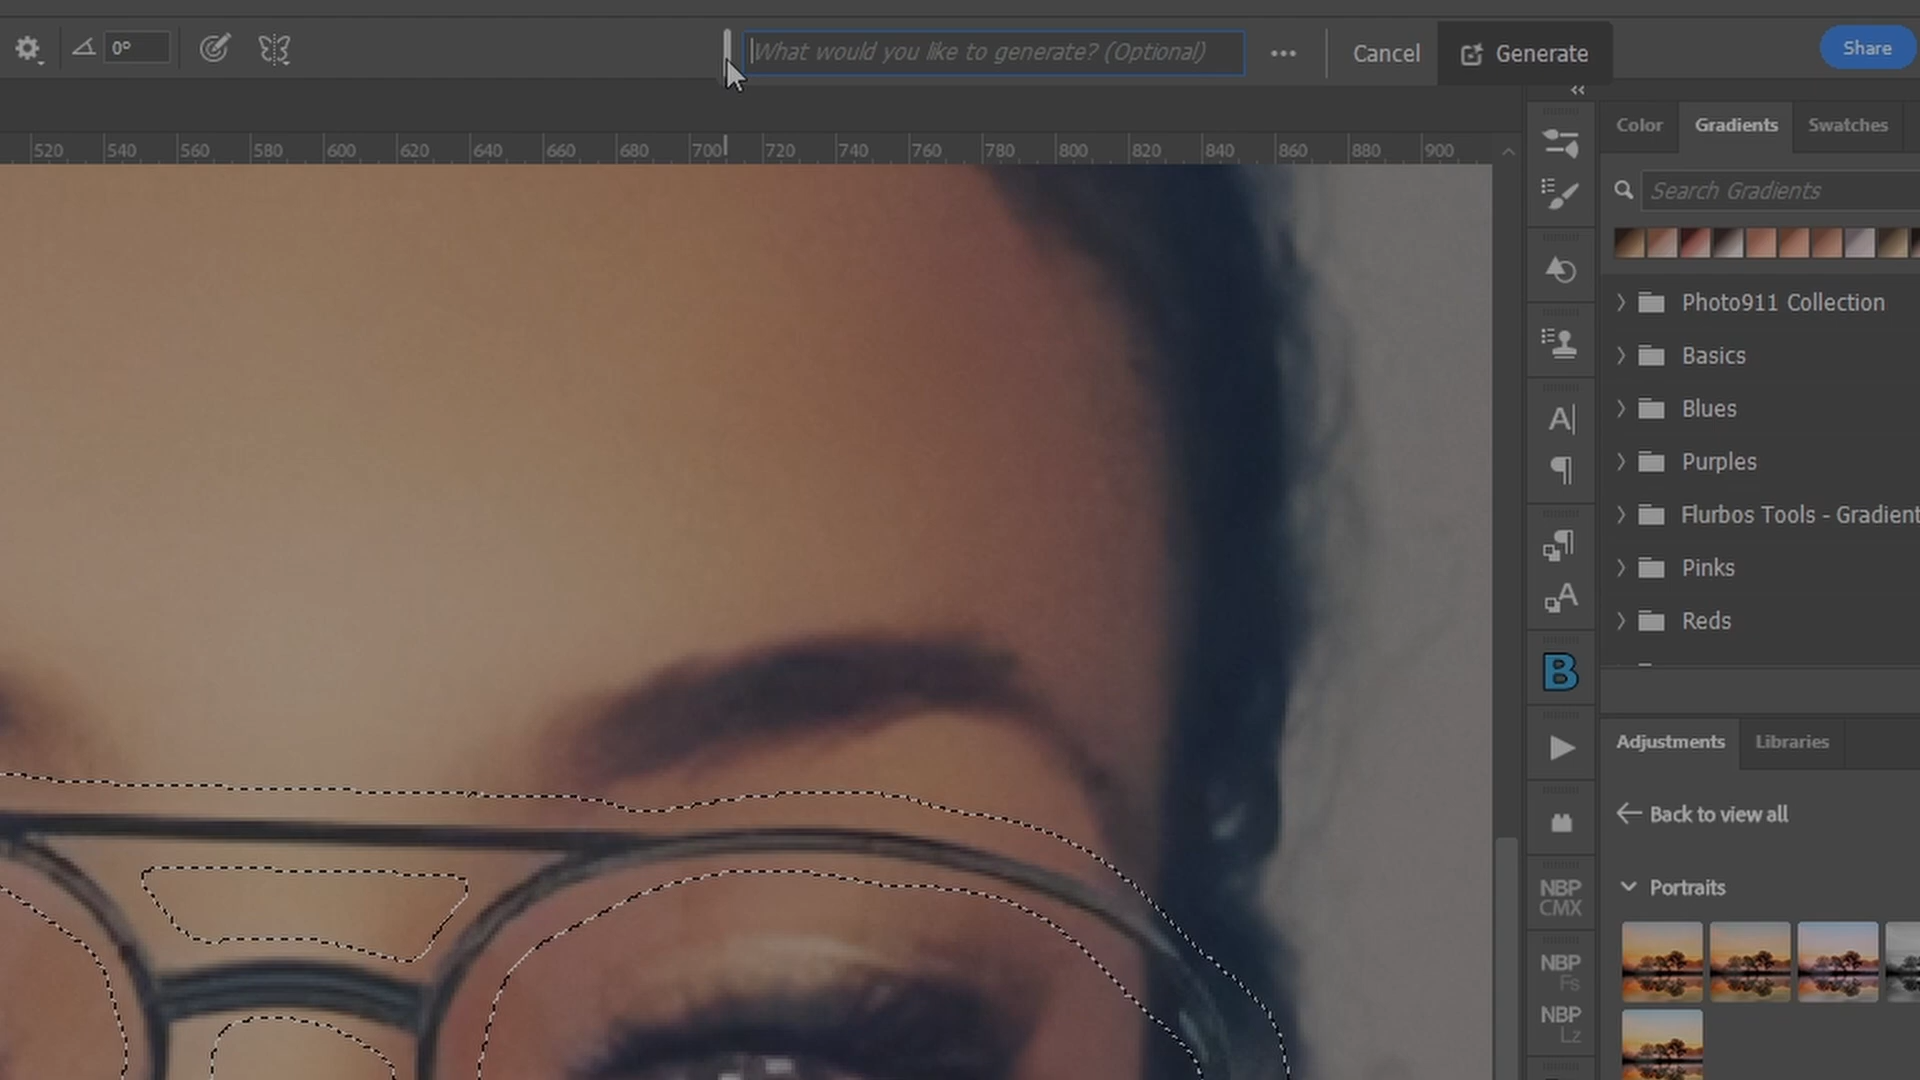 0°
What would you like to generate? (Optional)
Cancel
Generate
Share
520 540 560 580 600 620 640 660 680 700 720 740 760 780 800 820 840 860 880 900
Color Gradients Swatches
Search Gradients
Photo911 Collection
Basics
Blues
Purples
Flurbos Tools - Gradient
Pinks
Reds
A
A
B
NBP
CMX
NBP
Fs
NBP
Lz
Adjustments Libraries
Back to view all
Portraits